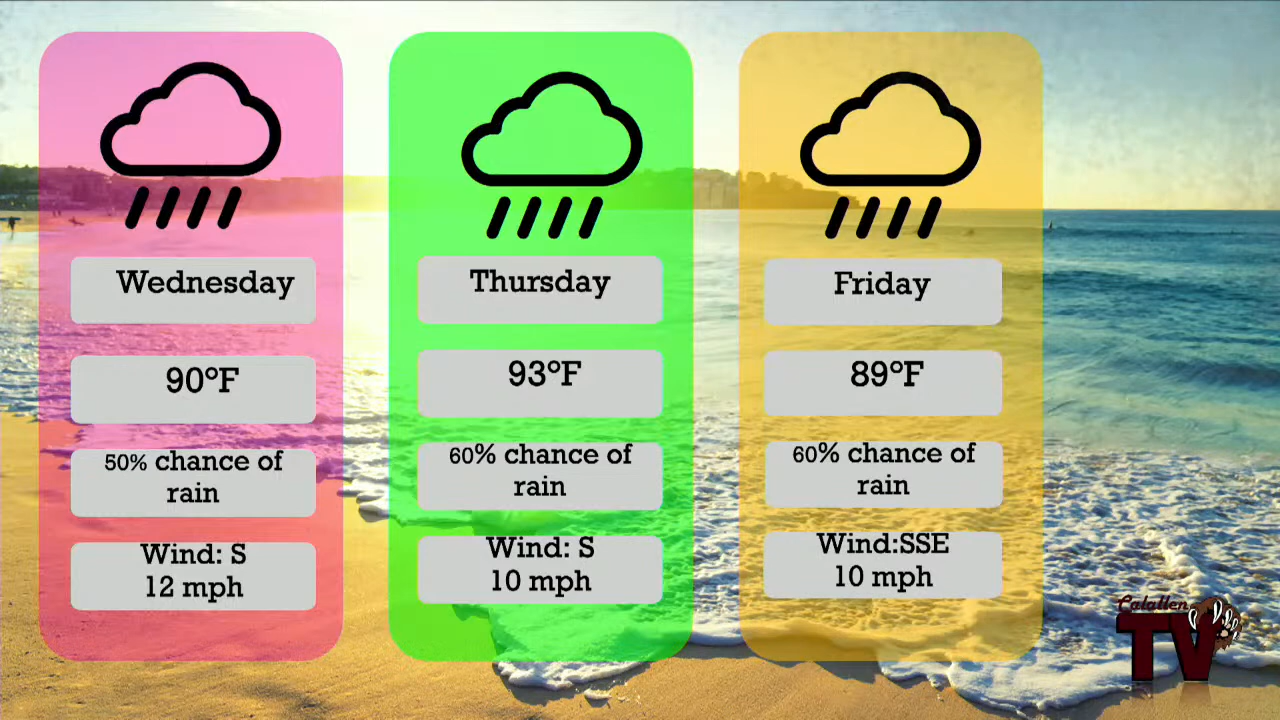 Wednesday
90°F
50% chance of
rain
Wind: S
12 mph
Thursday
93°F
60% chance of
rain
Wind: S
10 mph
Friday
89°F
60% chance of
rain
Wind:SSE
10 mph
Calallen
TV